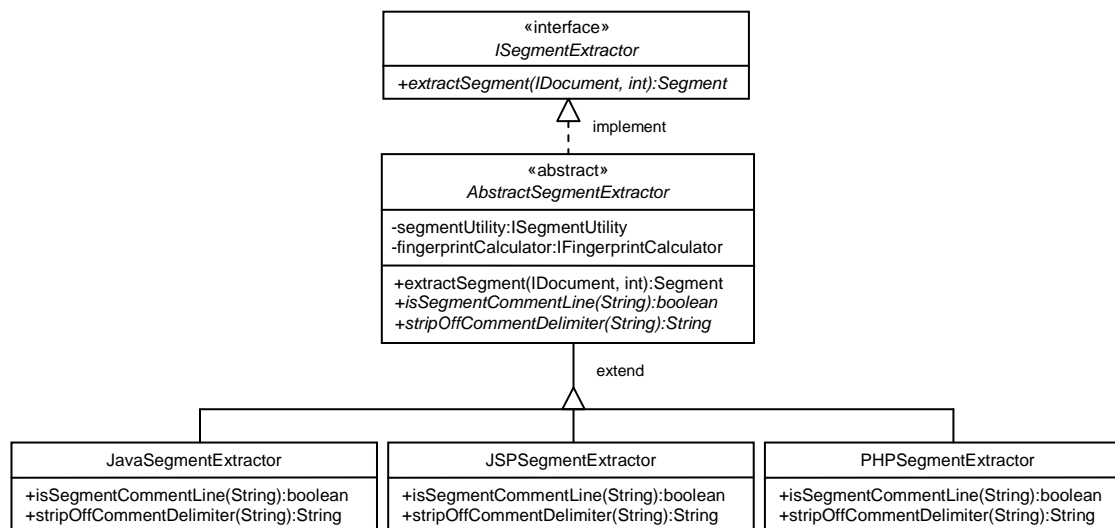 «interface»
ISegmentExtractor
+extractSegment(IDocument, int):Segment
implement
«abstract»
AbstractSegmentExtractor
-segmentUtility:ISegmentUtility
-fingerprintCalculator:IFingerprintCalculator
+extractSegment(IDocument, int):Segment
+isSegmentCommentLine(String):boolean
+stripOffCommentDelimiter(String):String
extend
JavaSegmentExtractor
+isSegmentCommentLine(String):boolean
+stripOffCommentDelimiter(String):String
JSPSegmentExtractor
+isSegmentCommentLine(String):boolean
+stripOffCommentDelimiter(String):String
PHPSegmentExtractor
+isSegmentCommentLine(String):boolean
+stripOffCommentDelimiter(String):String